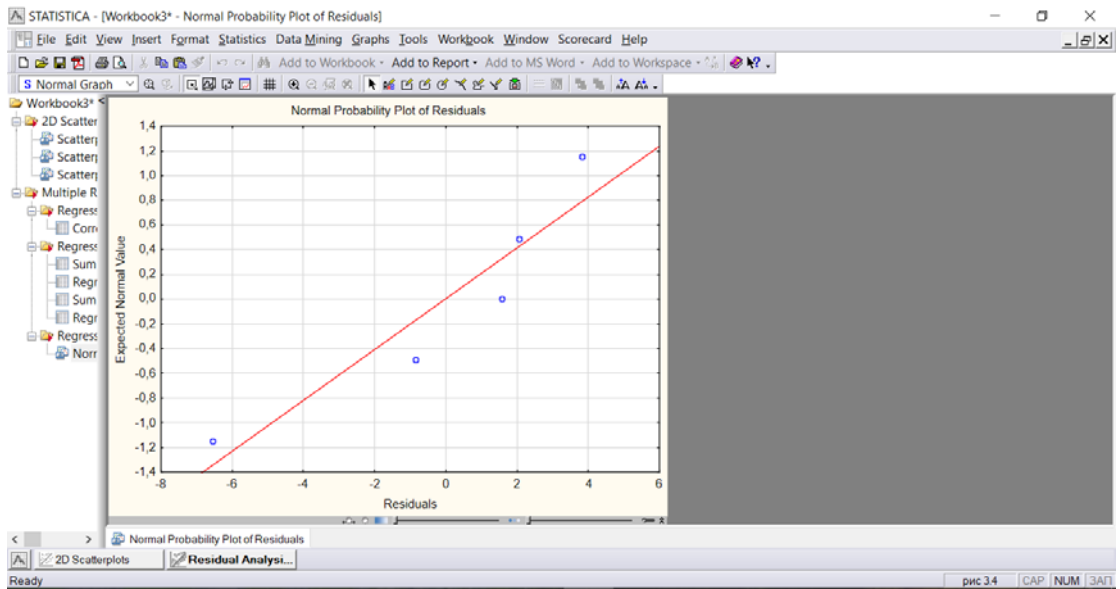 STATISTICA - [Workbook3* - Normal Probability Plot of Residuals]
File Edit View Insert Format Statistics Data Mining Graphs Tools Workbook Window Scorecard Help
Add to Workbook Add to Report Add to MS Word Add to Workspace
Normal Graph
Workbook3*
2D Scatter
Scatterp
Scatterp
Scatterp
Multiple R
Regress
Corre
Regress
Sum
Regr
Sum
Regr
Regress
Norr
Normal Probability Plot of Residuals
1,4
1,2
1,0
0,8
0,6
0,4
0,2
0,0
-0,2
-0,4
-0,6
-0,8
-1,0
-1,2
-1,4
Expected Normal Value
-8 -6 -4 -2 0 2 4 6
Residuals
Normal Probability Plot of Residuals
2D Scatterplots Residual Analysi...
Ready рис 3.4 CAP NUM ЗАП